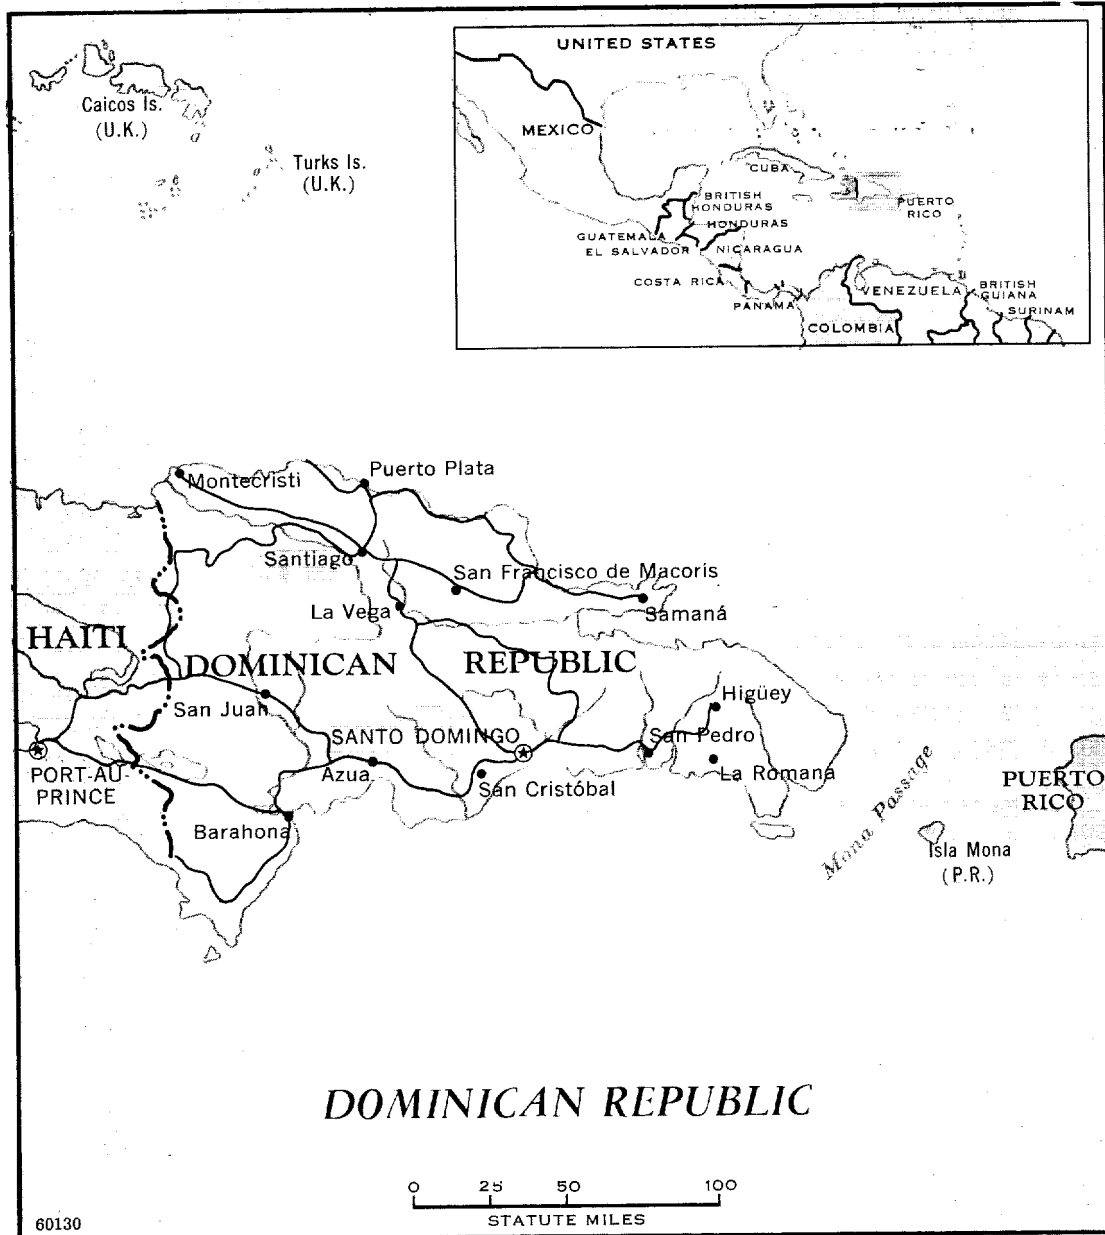 Caicos Is.
(U.K.)
Turks Is.
(U.K.)
UNITED STATES
MEXICO
CUBA
BRITISH
HONDURAS
PUERTO
RICO
HONDURAS
GUATEMALA
EL SALVADOR
NICARAGUA
COSTA RICA
PANAMA
VENEZUELA
BRITISH
GUIANA
SURINAM
COLOMBIA
Montecristi
Puerto Plata
Santiago
San Francisco de Macorís
La Vega
Samaná
HAITI
DOMINICAN REPUBLIC
San Juan
Higüey
SANTO DOMINGO
San Pedro
PORT-AU-
PRINCE
Azua
La Romana
San Cristóbal
Barahona
Mona Passage
PUERTO
RICO
Isla Mona
(P.R.)
DOMINICAN REPUBLIC
0 25 50 100
STATUTE MILES
60130